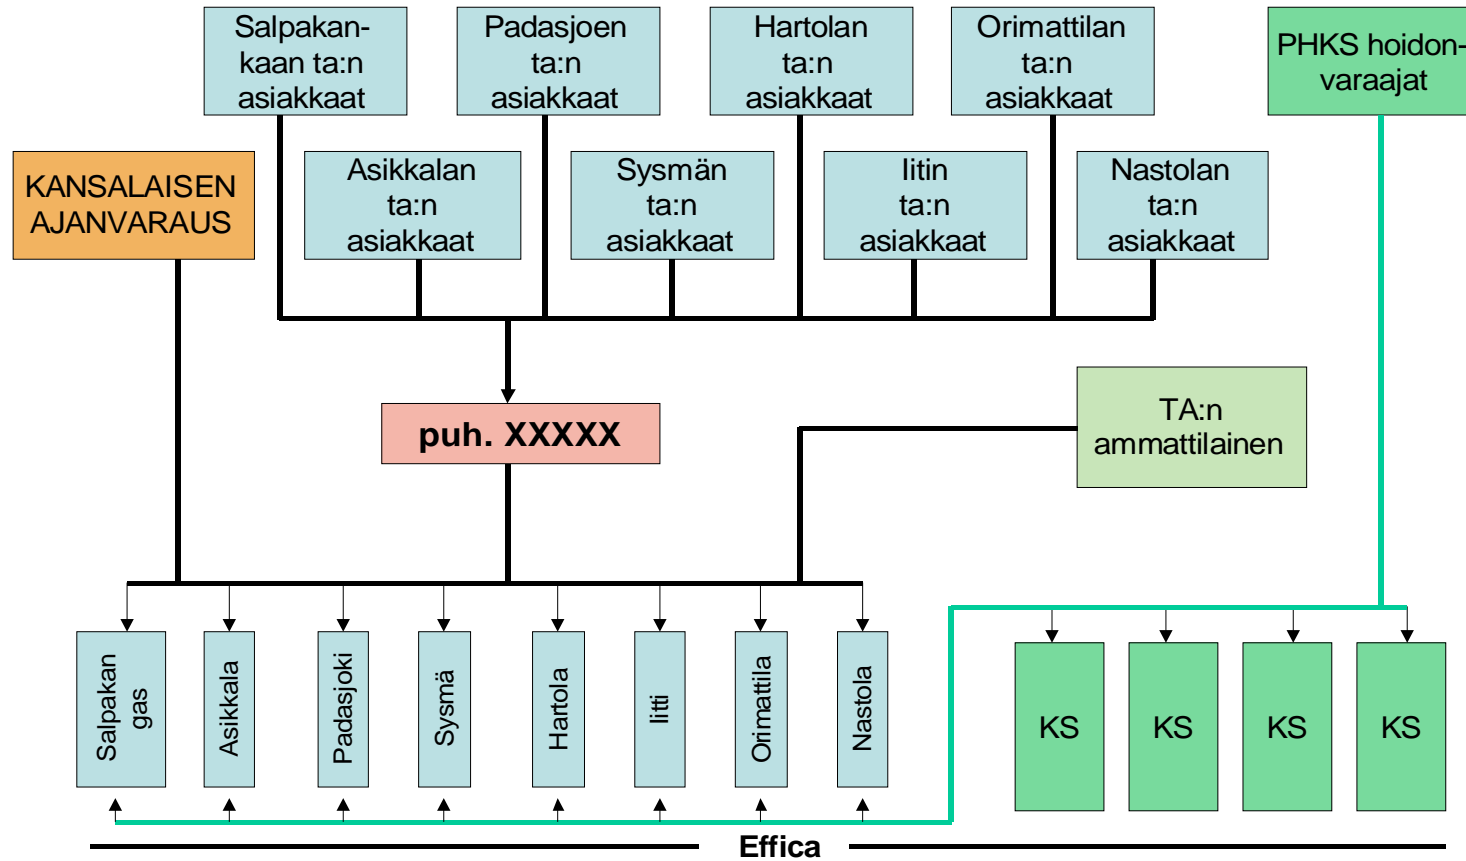 Salpakan-
kaan ta:n
asiakkaat
Padasjoen
ta:n
asiakkaat
Hartolan
ta:n
asiakkaat
Orimattilan
ta:n
asiakkaat
PHKS hoidon-
varaajat
KANSALAISEN
AJANVARAUS
Asikkalan
ta:n
asiakkaat
Sysmän
ta:n
asiakkaat
Iitin
ta:n
asiakkaat
Nastolan
ta:n
asiakkaat
puh. XXXXX
TA:n
ammattilainen
Salpakan
gas
Asikkala
Padasjoki
Sysmä
Hartola
Iitti
Orimattila
Nastola
KS
KS
KS
KS
Effica